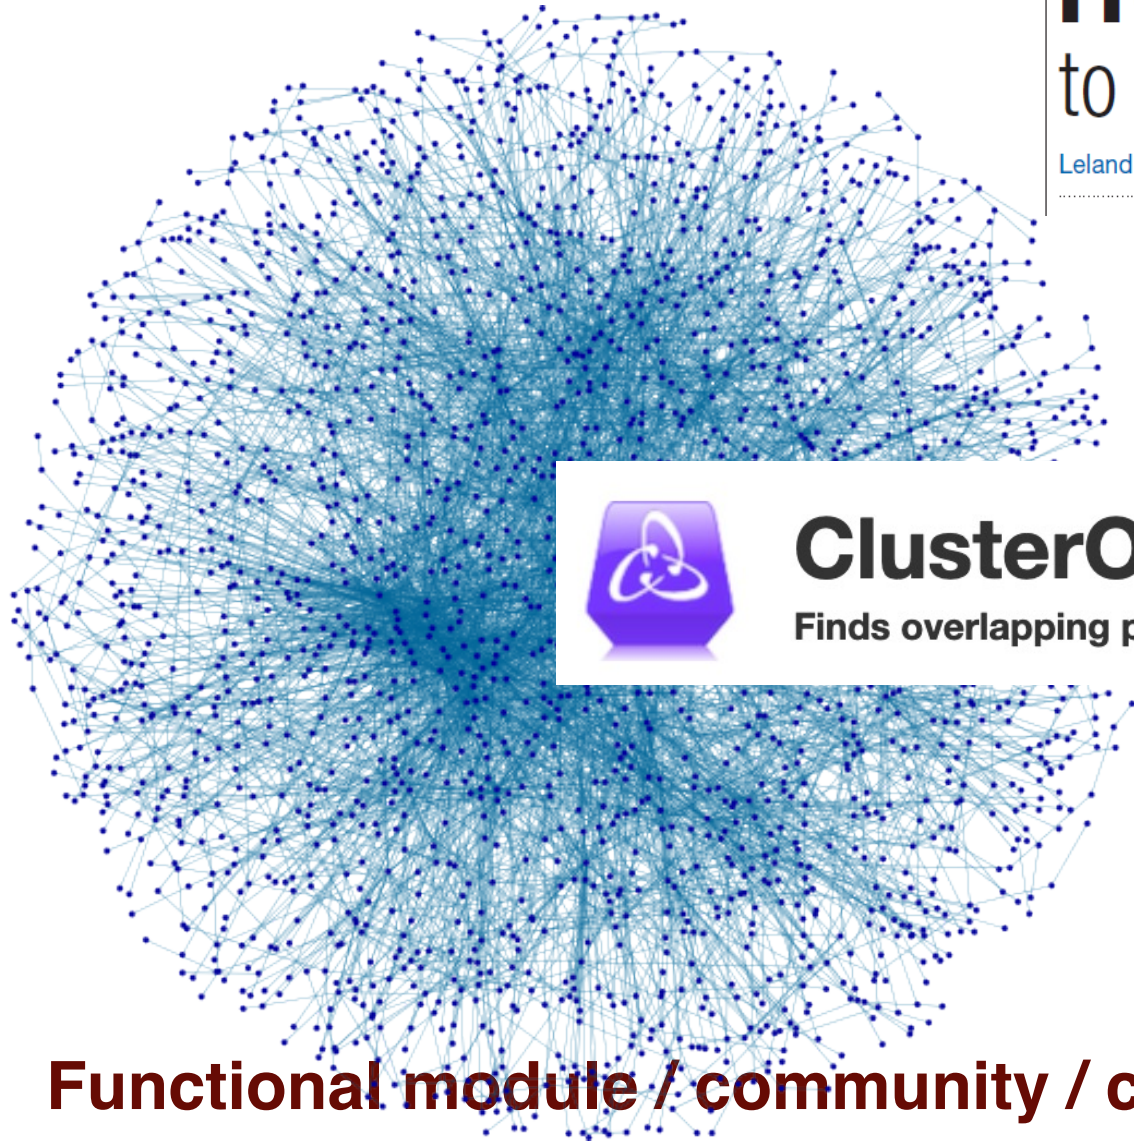 to
Leland
ClusterO
Finds overlapping p
Functional module / community / c